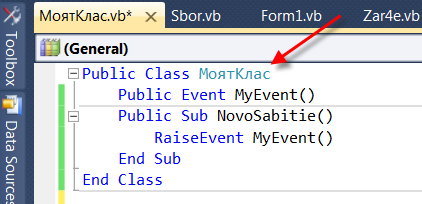 МоятКлас.vb* Sbor.vb Form1.vb Zar4e.vb
(General)
Public Class МоятКлас
Public Event MyEvent()
Public Sub NovoSabitie()
RaiseEvent MyEvent()
End Sub
End Class
Toolbox
Data Sources